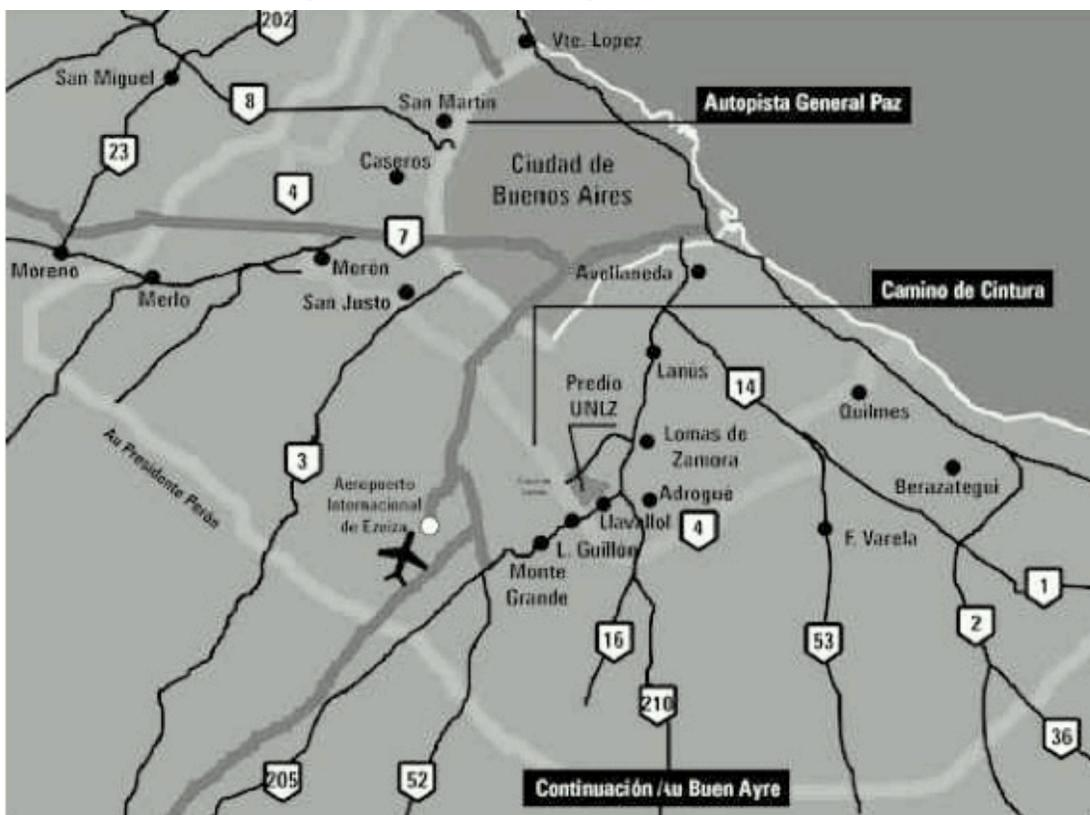 202
Vte. Lopez
San Miguel
8
San Martin
Autopista General Paz
23
Caseros
Ciudad de
Buenos Aires
4
7
Moreno
Merlo
Morón
San Justo
Avellaneda
Camino de Cintura
Lanús
14
Predio
UNLZ
Quilmes
Au Presidente Perón
3
Lomas de
Zamora
Aeropuerto
Internacional
de Ezeiza
Berazategui
Adrogué
Llavallol
4
L. Guillón
F. Varela
Monte
Grande
1
16
53
2
210
36
205
52
Continuación Au Buen Ayre